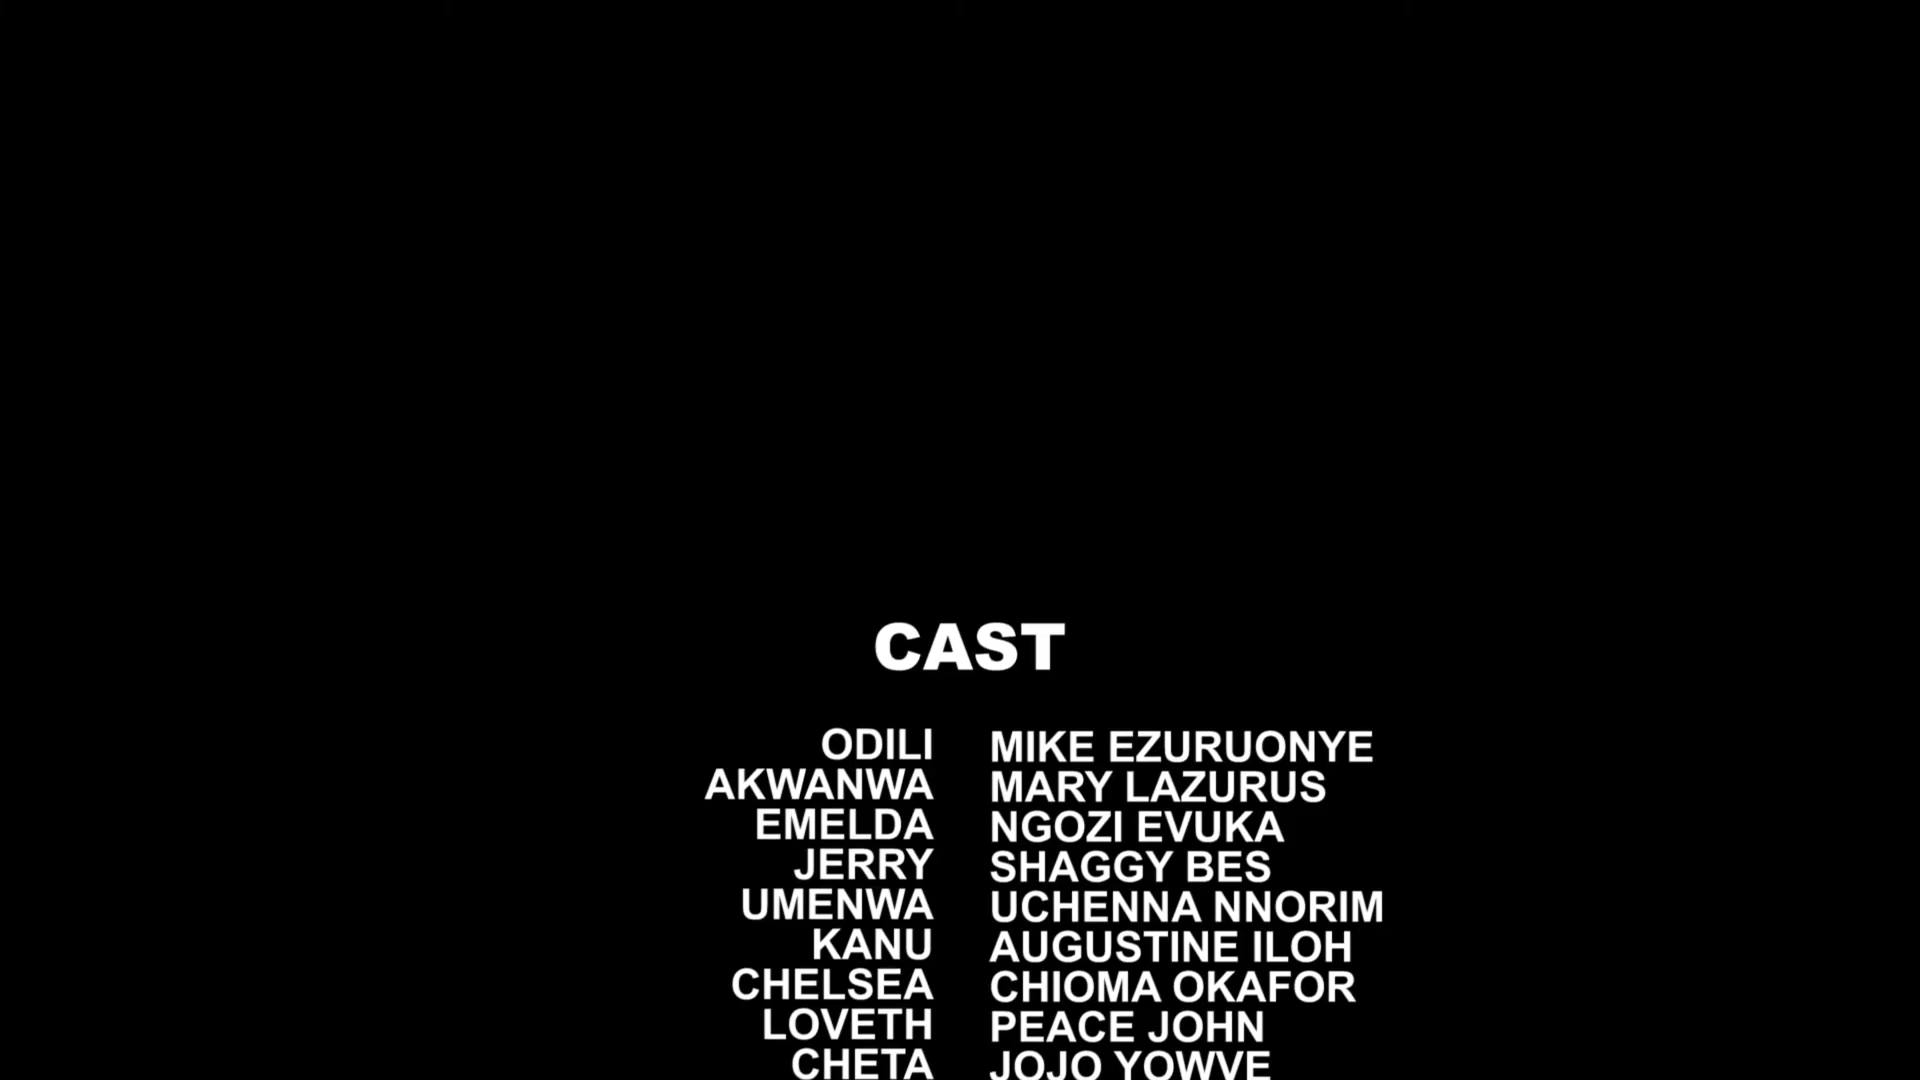 CAST
ODILI MIKE EZURUONYE
AKWANWA MARY LAZURUS
EMELDA NGOZI EVUKA
JERRY SHAGGY BES
UMENWA UCHENNA NNORIM
KANU AUGUSTINE ILOH
CHELSEA CHIOMA OKAFOR
LOVETH PEACE JOHN
CHETA JOJO YOWVE